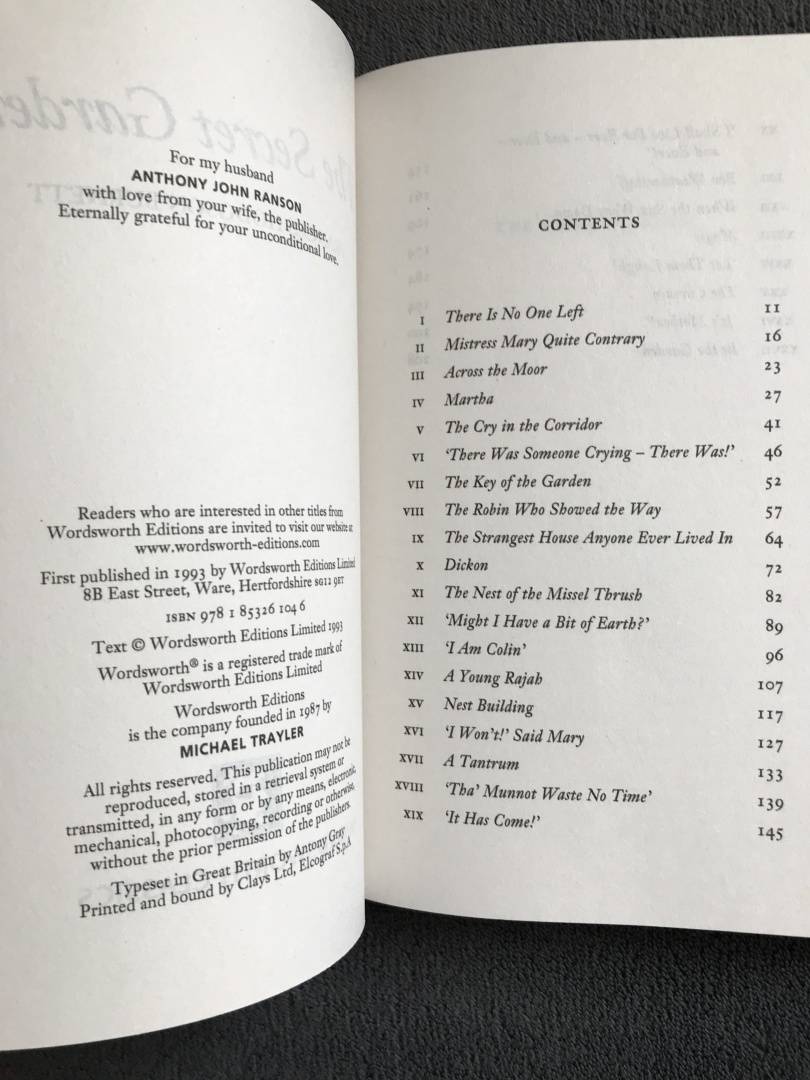 For my husband
ANTHONY JOHN RANSON
with love from your wife, the publisher.
Eternally grateful for your unconditional love.
Readers who are interested in other titles from
Wordsworth Editions are invited to visit our website at
www.wordsworth-editions.com
First published in 1993 by Wordsworth Editions Limited
8B East Street, Ware, Hertfordshire SG12 9ET
ISBN 978 1 85326 104 6
Text © Wordsworth Editions Limited 1993
Wordsworth® is a registered trade mark of
Wordsworth Editions Limited
Wordsworth Editions
is the company founded in 1987 by
MICHAEL TRAYLER
All rights reserved. This publication may not be
reproduced, stored in a retrieval system or
transmitted, in any form or by any means, electronic,
mechanical, photocopying, recording or otherwise,
without the prior permission of the publishers.
Typeset in Great Britain by Antony Gray
Printed and bound by Clays Ltd, Elcograf S.p.A
CONTENTS
I There Is No One Left 11
II Mistress Mary Quite Contrary 16
III Across the Moor 23
IV Martha 27
V The Cry in the Corridor 41
VI ‘There Was Someone Crying – There Was!’ 46
VII The Key of the Garden 52
VIII The Robin Who Showed the Way 57
IX The Strangest House Anyone Ever Lived In 64
X Dickon 72
XI The Nest of the Missel Thrush 82
XII ‘Might I Have a Bit of Earth?’ 89
XIII ‘I Am Colin’ 96
XIV A Young Rajah 107
XV Nest Building 117
XVI ‘I Won’t!’ Said Mary 127
XVII A Tantrum 133
XVIII ‘Tha’ Munnot Waste No Time’ 139
XIX ‘It Has Come!’ 145